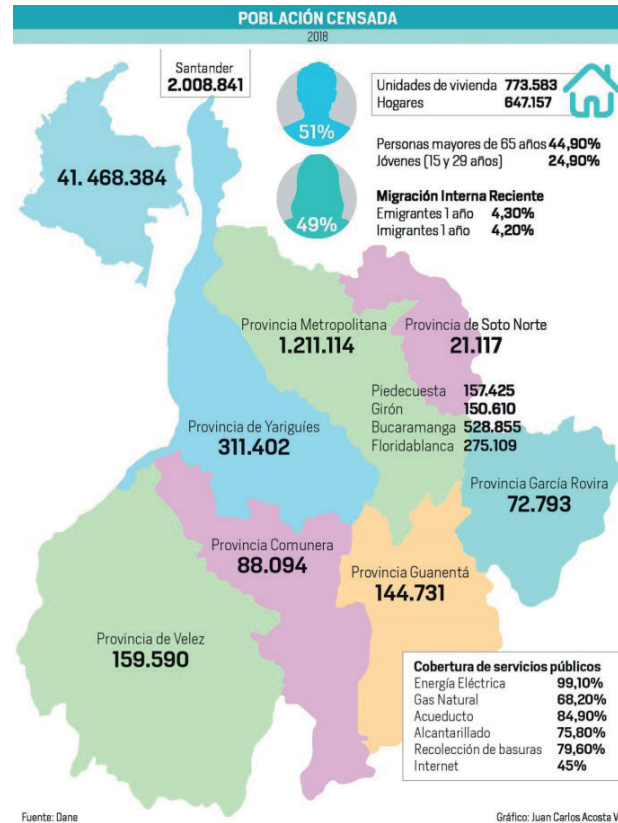 POBLACIÓN CENSADA
2018
Santander
2.008.841
41. 468.384
51%
49%
Unidades de vivienda 773.583
Hogares 647.157
Personas mayores de 65 años 44,90%
Jóvenes (15 y 29 años) 24,90%
Migración Interna Reciente
Emigrantes 1 año 4,30%
Imigrantes 1 año 4,20%
Provincia Metropolitana
1.211.114
Provincia de Soto Norte
21.117
Piedecuesta 157.425
Girón 150.610
Bucaramanga 528.855
Floridablanca 275.109
Provincia de Yariguíes
311.402
Provincia García Rovira
72.793
Provincia Comunera
88.094
Provincia Guanentá
144.731
Provincia de Velez
159.590
Cobertura de servicios públicos
Energía Eléctrica 99,10%
Gas Natural 68,20%
Acueducto 84,90%
Alcantarillado 75,80%
Recolección de basuras 79,60%
Internet 45%
Fuente: Dane
Gráfico: Juan Carlos Acosta V